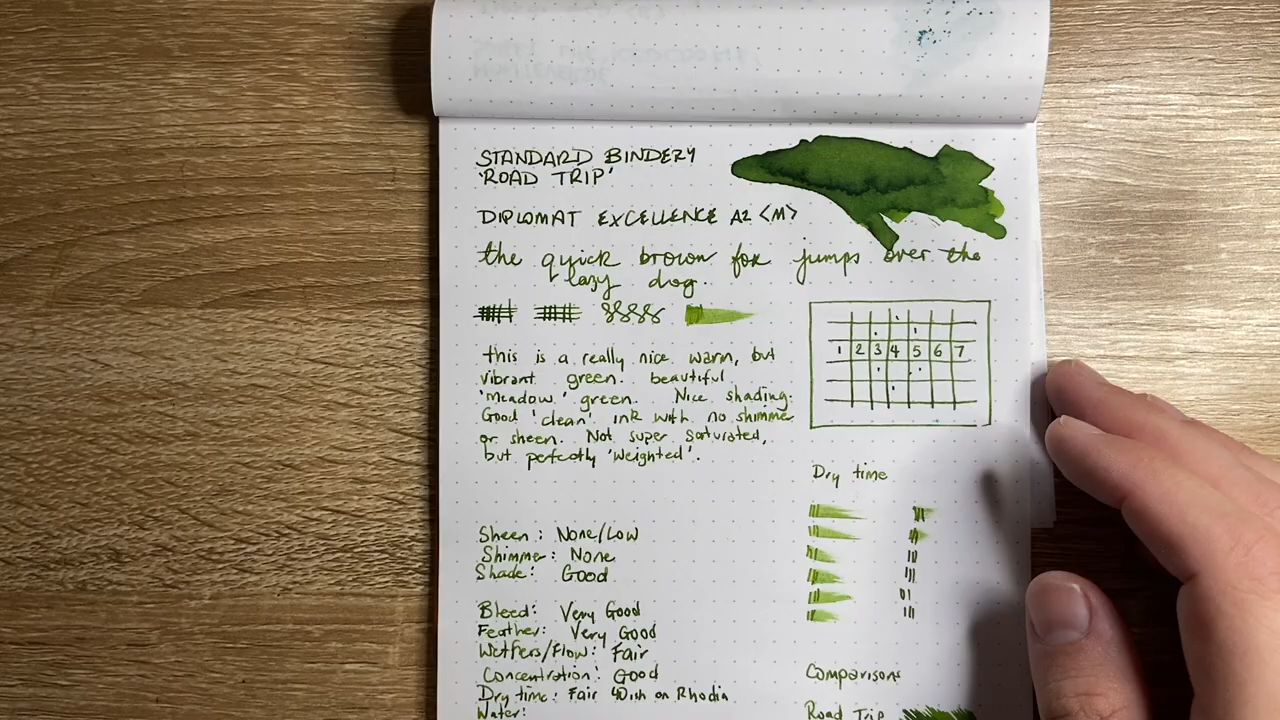 STANDARD BINDERY
'ROAD TRIP'
DIPLOMAT EXCELLENCE A2 <M>
the quick brown fox jumps over the
lazy dog.
this is a really nice warm, but
vibrant green. beautiful
'meadow' green. Nice shading.
Good 'clean' ink with no shimmer
or sheen. Not super saturated,
but perfectly 'weighted'.
1 2 3 4 5 6 7
Dry time
Sheen: None/Low
Shimmer: None
Shade: Good
Bleed: Very Good
Feather: Very Good
Wetness/Flow: Fair
Concentration: Good
Dry time: Fair 40ish on Rhodia
Water:
Comparisons
Road Trip